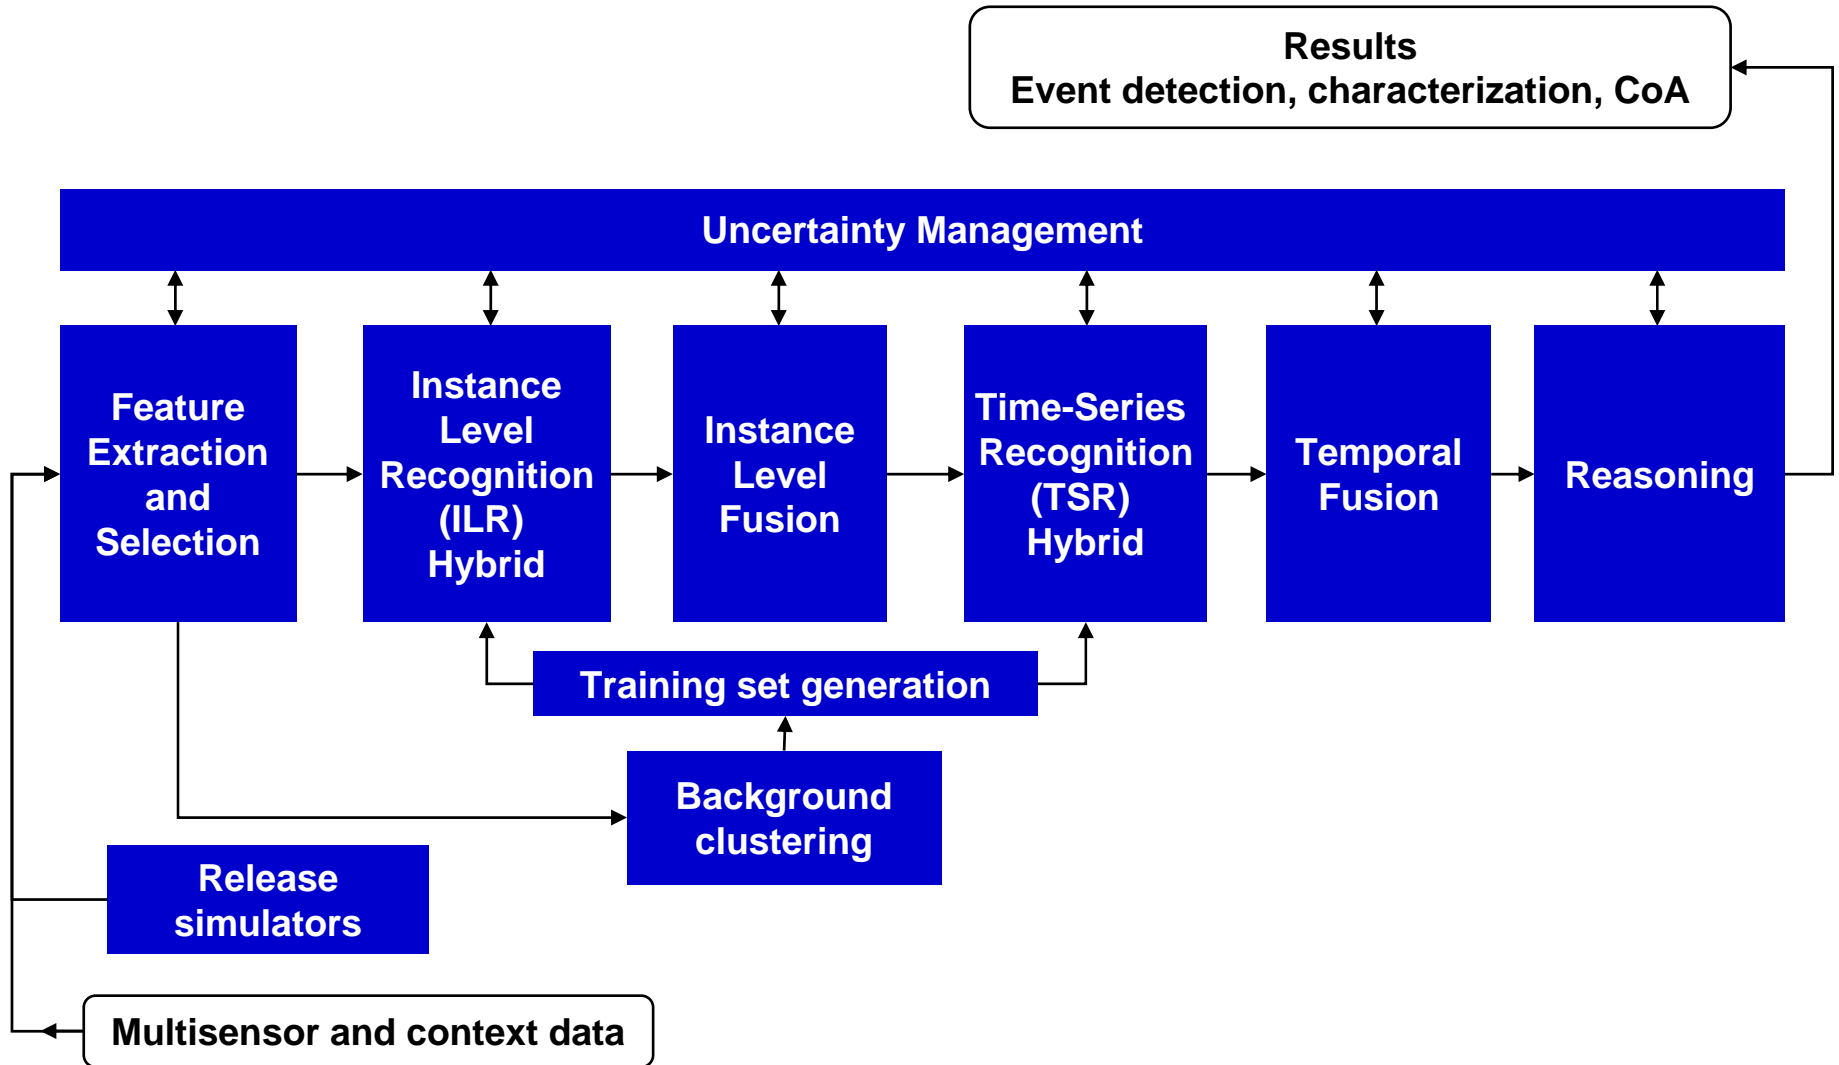 Results
Event detection, characterization, CoA
Uncertainty Management
Feature
Extraction
and
Selection
Instance
Level
Recognition
(ILR)
Hybrid
Instance
Level
Fusion
Time-Series
Recognition
(TSR)
Hybrid
Temporal
Fusion
Reasoning
Training set generation
Background
clustering
Release
simulators
Multisensor and context data